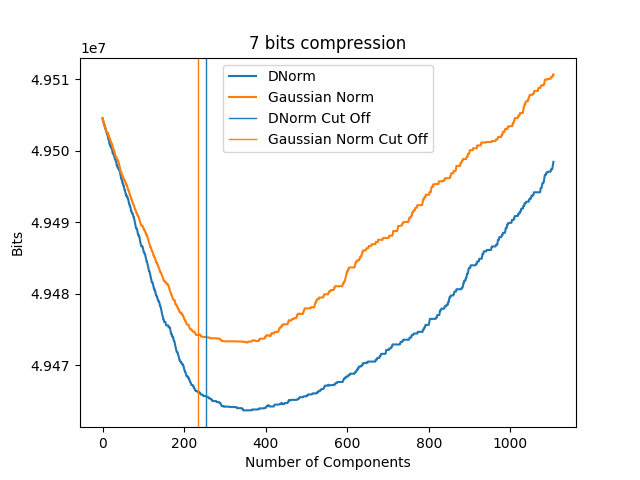 7 bits compression
1e7
4.951
4.950
4.949
4.948
4.947
Bits
DNorm
Gaussian Norm
DNorm Cut Off
Gaussian Norm Cut Off
0 200 400 600 800 1000
Number of Components